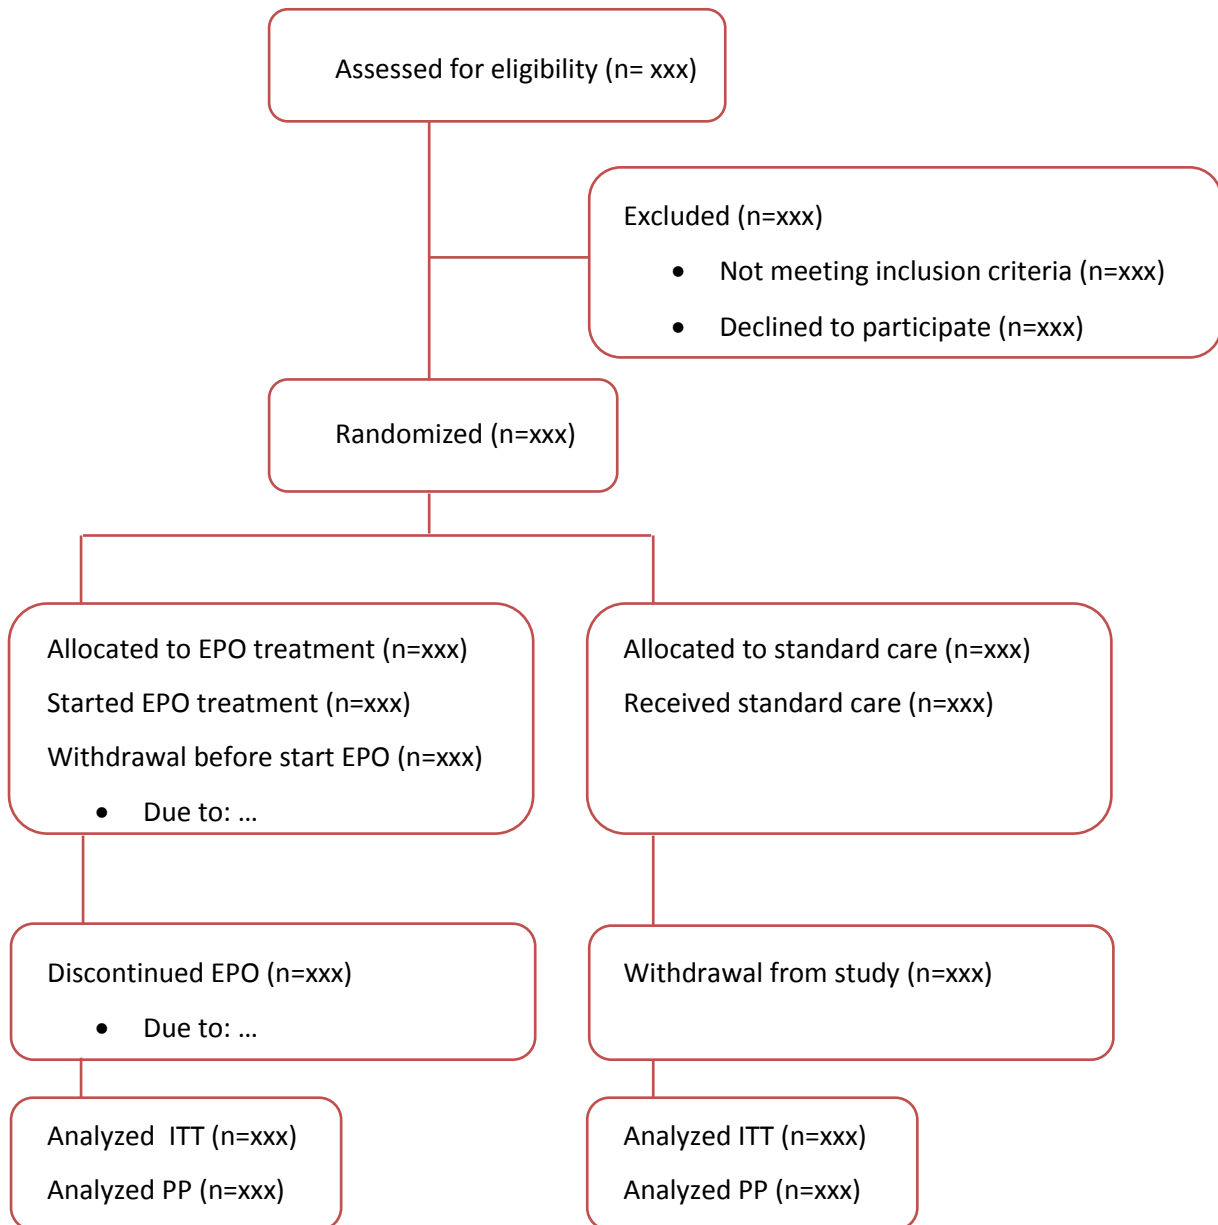 Assessed for eligibility (n= xxx)
Excluded (n=xxx)
• Not meeting inclusion criteria (n=xxx)
• Declined to participate (n=xxx)
Randomized (n=xxx)
Allocated to EPO treatment (n=xxx)
Started EPO treatment (n=xxx)
Withdrawal before start EPO (n=xxx)
• Due to: ...
Allocated to standard care (n=xxx)
Received standard care (n=xxx)
Discontinued EPO (n=xxx)
• Due to: ...
Withdrawal from study (n=xxx)
Analyzed  ITT (n=xxx)
Analyzed PP (n=xxx)
Analyzed ITT (n=xxx)
Analyzed PP (n=xxx)